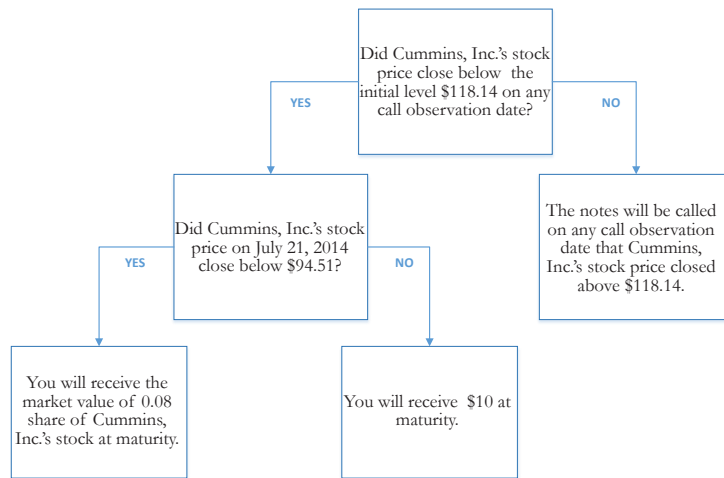 Did Cummins, Inc.'s stock
price close below the
initial level $118.14 on any
call observation date?
YES
NO
Did Cummins, Inc.'s stock
price on July 21, 2014
close below $94.51?
The notes will be called
on any call observation
date that Cummins,
Inc.'s stock price closed
above $118.14.
YES
NO
You will receive the
market value of 0.08
share of Cummins,
Inc.'s stock at maturity.
You will receive $10 at
maturity.